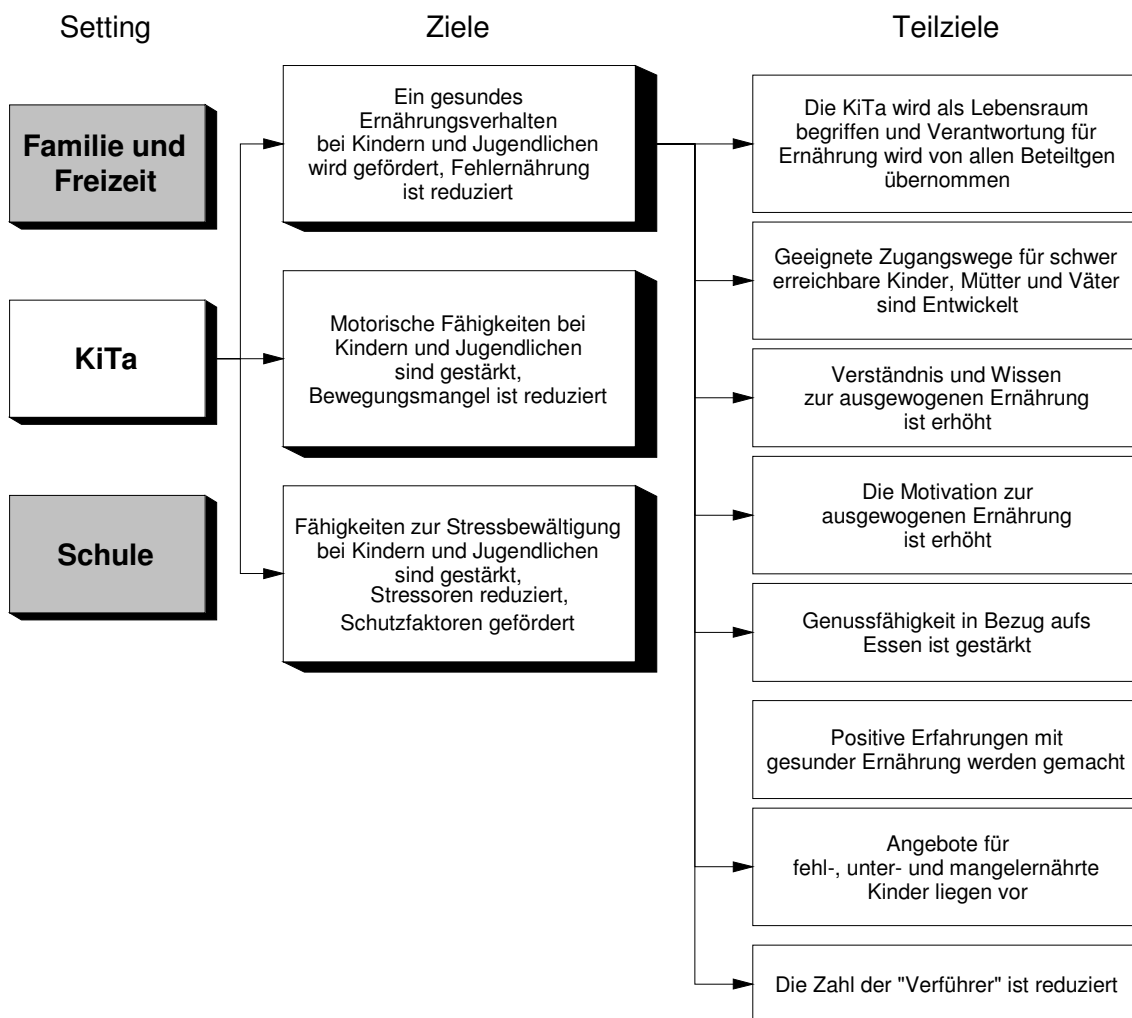 Setting
Ziele
Teilziele
Familie und
Freizeit
KiTa
Schule
Ein gesundes
Ernährungsverhalten
bei Kindern und Jugendlichen
wird gefördert, Fehlernährung
ist reduziert
Motorische Fähigkeiten bei
Kindern und Jugendlichen
sind gestärkt,
Bewegungsmangel ist reduziert
Fähigkeiten zur Stressbewältigung
bei Kindern und Jugendlichen
sind gestärkt,
Stressoren reduziert,
Schutzfaktoren gefördert
Die KiTa wird als Lebensraum
begriffen und Verantwortung für
Ernährung wird von allen Beteiltgen
übernommen
Geeignete Zugangswege für schwer
erreichbare Kinder, Mütter und Väter
sind Entwickelt
Verständnis und Wissen
zur ausgewogenen Ernährung
ist erhöht
Die Motivation zur
ausgewogenen Ernährung
ist erhöht
Genussfähigkeit in Bezug aufs
Essen ist gestärkt
Positive Erfahrungen mit
gesunder Ernährung werden gemacht
Angebote für
fehl-, unter- und mangelernährte
Kinder liegen vor
Die Zahl der "Verführer" ist reduziert